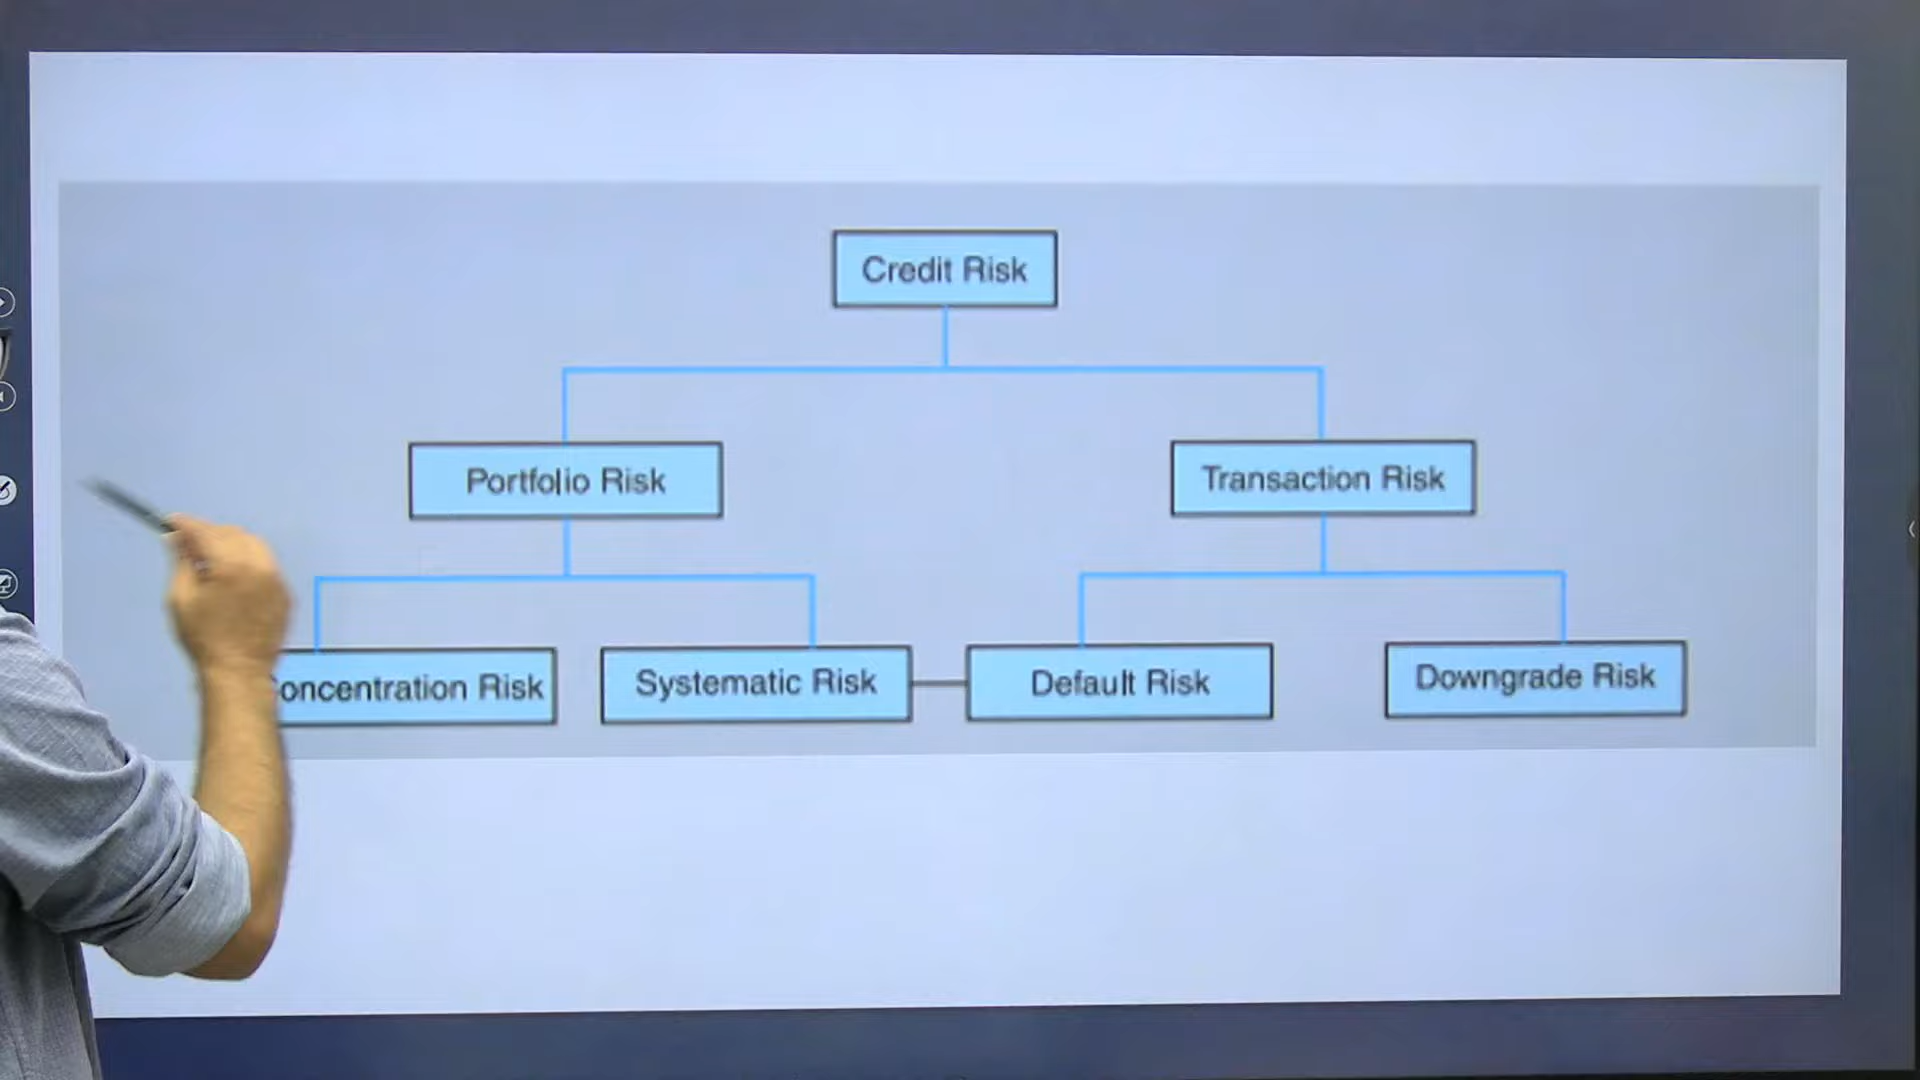 Credit Risk
Portfolio Risk
Transaction Risk
oncentration Risk
Systematic Risk
Default Risk
Downgrade Risk